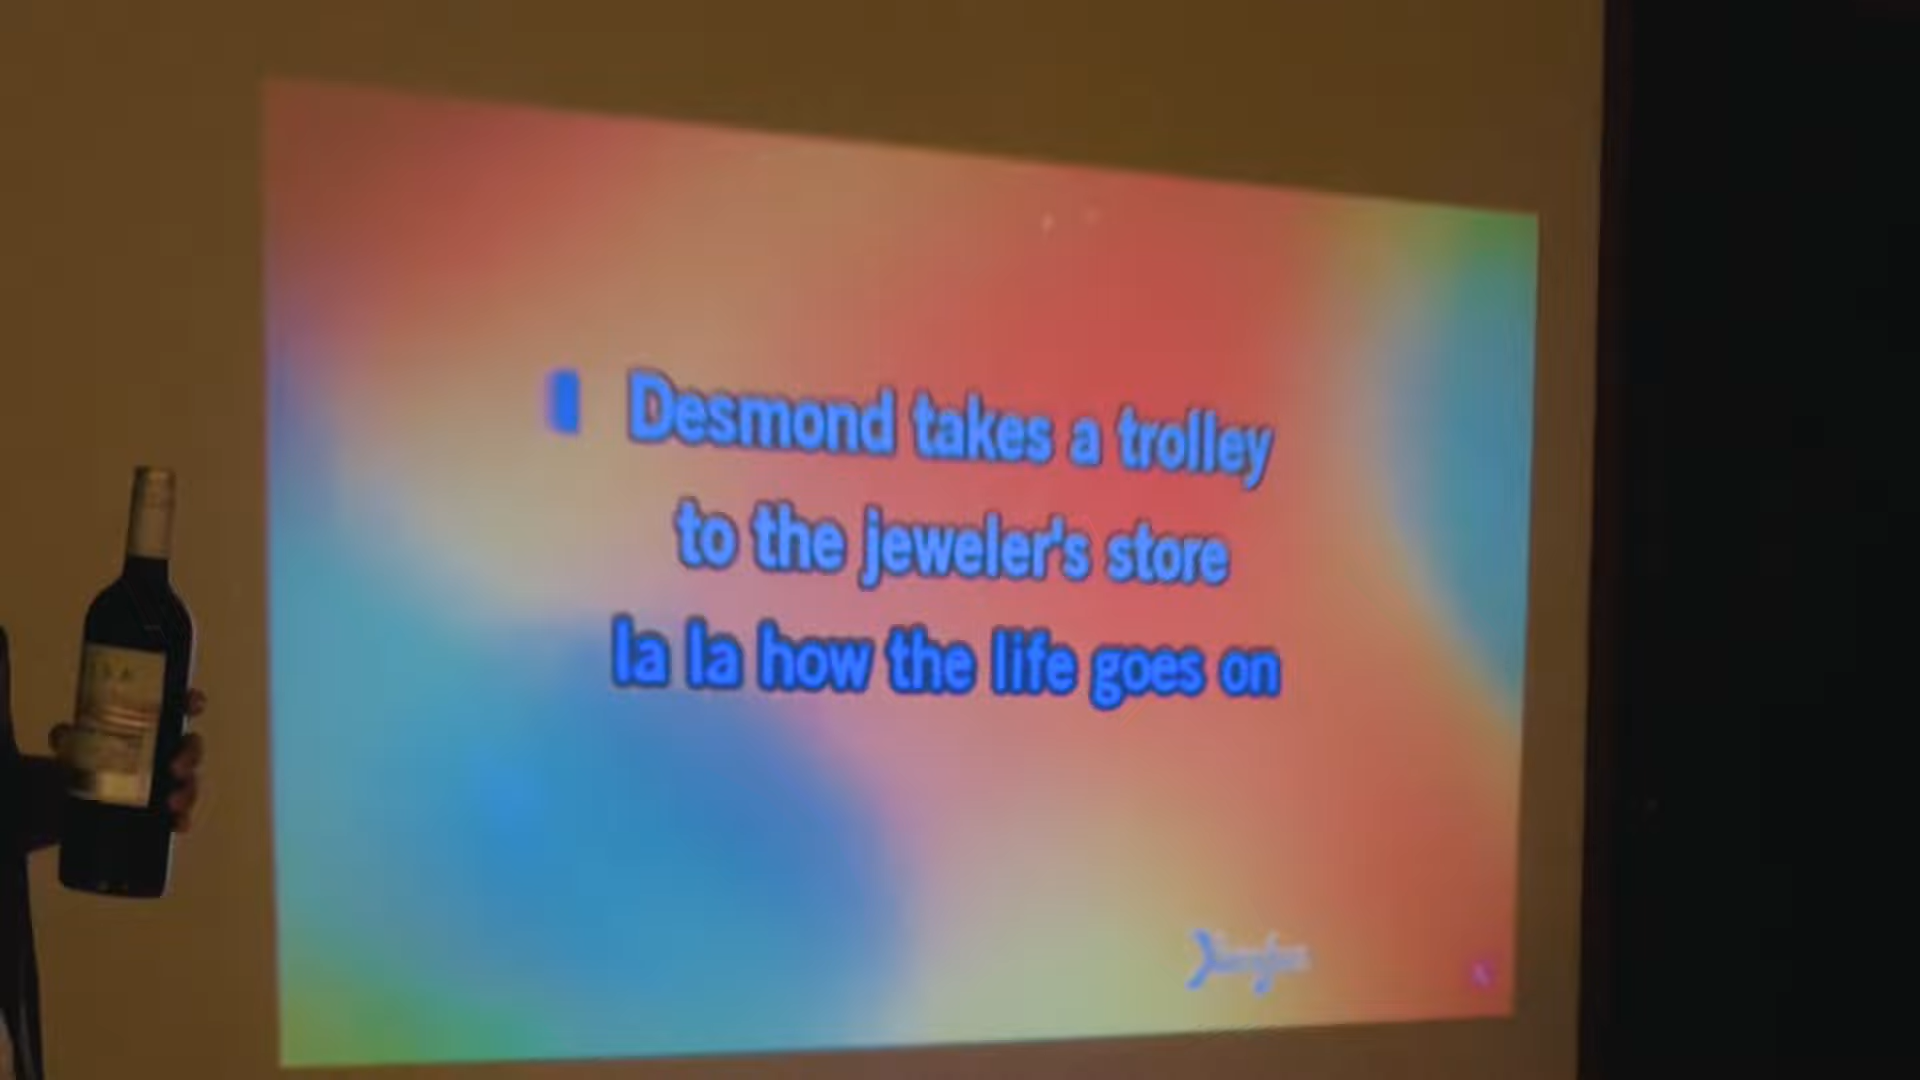 Desmond takes a trolley
to the jeweler's store
la la how the life goes on